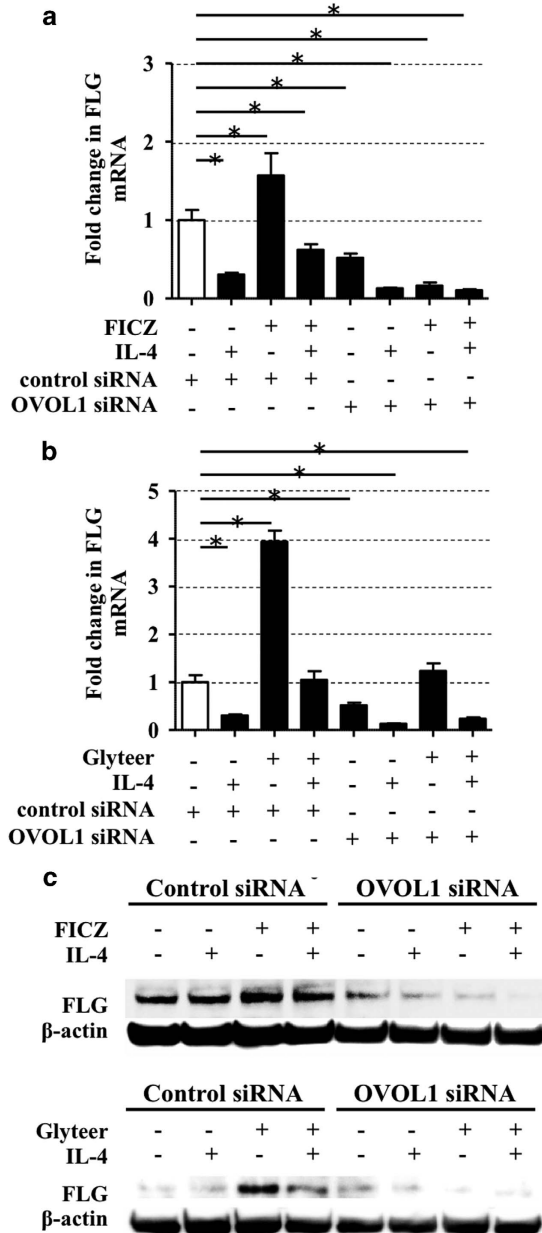 a
*
*
*
*
*
*
*
Fold change in FLG
mRNA
3
2
1
0
FICZ - - + + - - + +
IL-4 - + - + - + - +
control siRNA + + + + - - - -
OVOL1 siRNA - - - - + + + +
b
*
*
*
*
*
Fold change in FLG
mRNA
5
4
3
2
1
0
Glyteer - - + + - - + +
IL-4 - + - + - + - +
control siRNA + + + + - - - -
OVOL1 siRNA - - - - + + + +
c
Control siRNA OVOL1 siRNA
FICZ - - + + - - + +
IL-4 - + - + - + - +
FLG
β-actin
Control siRNA OVOL1 siRNA
Glyteer - - + + - - + +
IL-4 - + - + - + - +
FLG
β-actin